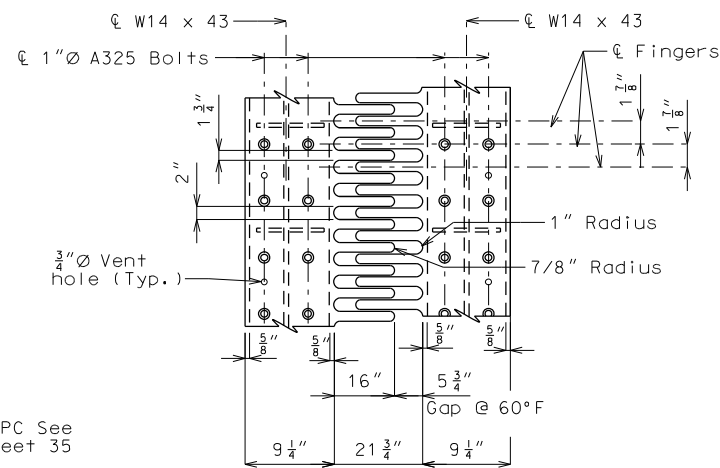 ℄ W14 x 43
℄ W14 x 43
℄ 1"Ø A325 Bolts
℄ Fingers
1 3/4"
1 7/8"
1 7/8"
2"
1" Radius
7/8" Radius
3/4"Ø Vent
hole (Typ.)
5/8"
5/8"
5/8"
5/8"
16"
5 3/4"
Gap @ 60°F
PC See
eet 35
9 1/4"
21 3/4"
9 1/4"